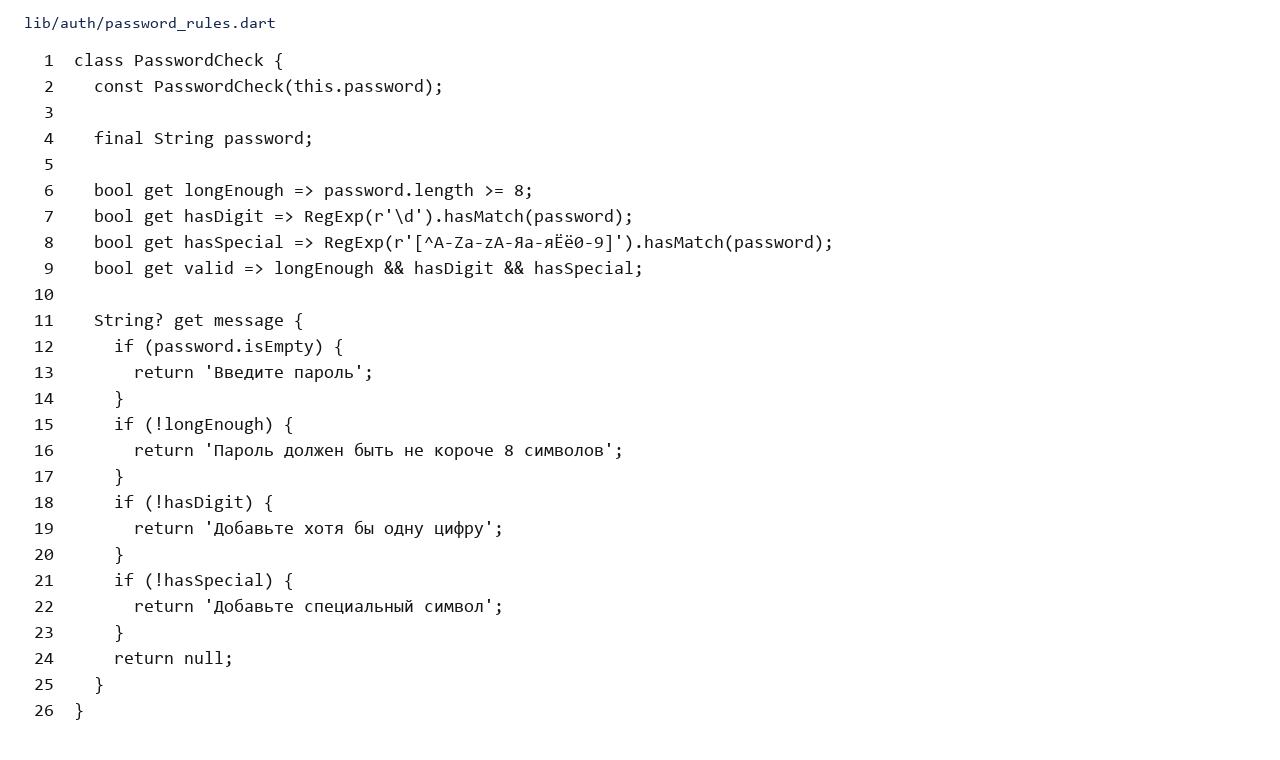 lib/auth/password_rules.dart
1 class PasswordCheck {
2   const PasswordCheck(this.password);
3
4   final String password;
5
6   bool get longEnough => password.length >= 8;
7   bool get hasDigit => RegExp(r'\d').hasMatch(password);
8   bool get hasSpecial => RegExp(r'[^A-Za-zА-Яа-яЁё0-9]').hasMatch(password);
9   bool get valid => longEnough && hasDigit && hasSpecial;
10
11   String? get message {
12     if (password.isEmpty) {
13       return 'Введите пароль';
14     }
15     if (!longEnough) {
16       return 'Пароль должен быть не короче 8 символов';
17     }
18     if (!hasDigit) {
19       return 'Добавьте хотя бы одну цифру';
20     }
21     if (!hasSpecial) {
22       return 'Добавьте специальный символ';
23     }
24     return null;
25   }
26 }